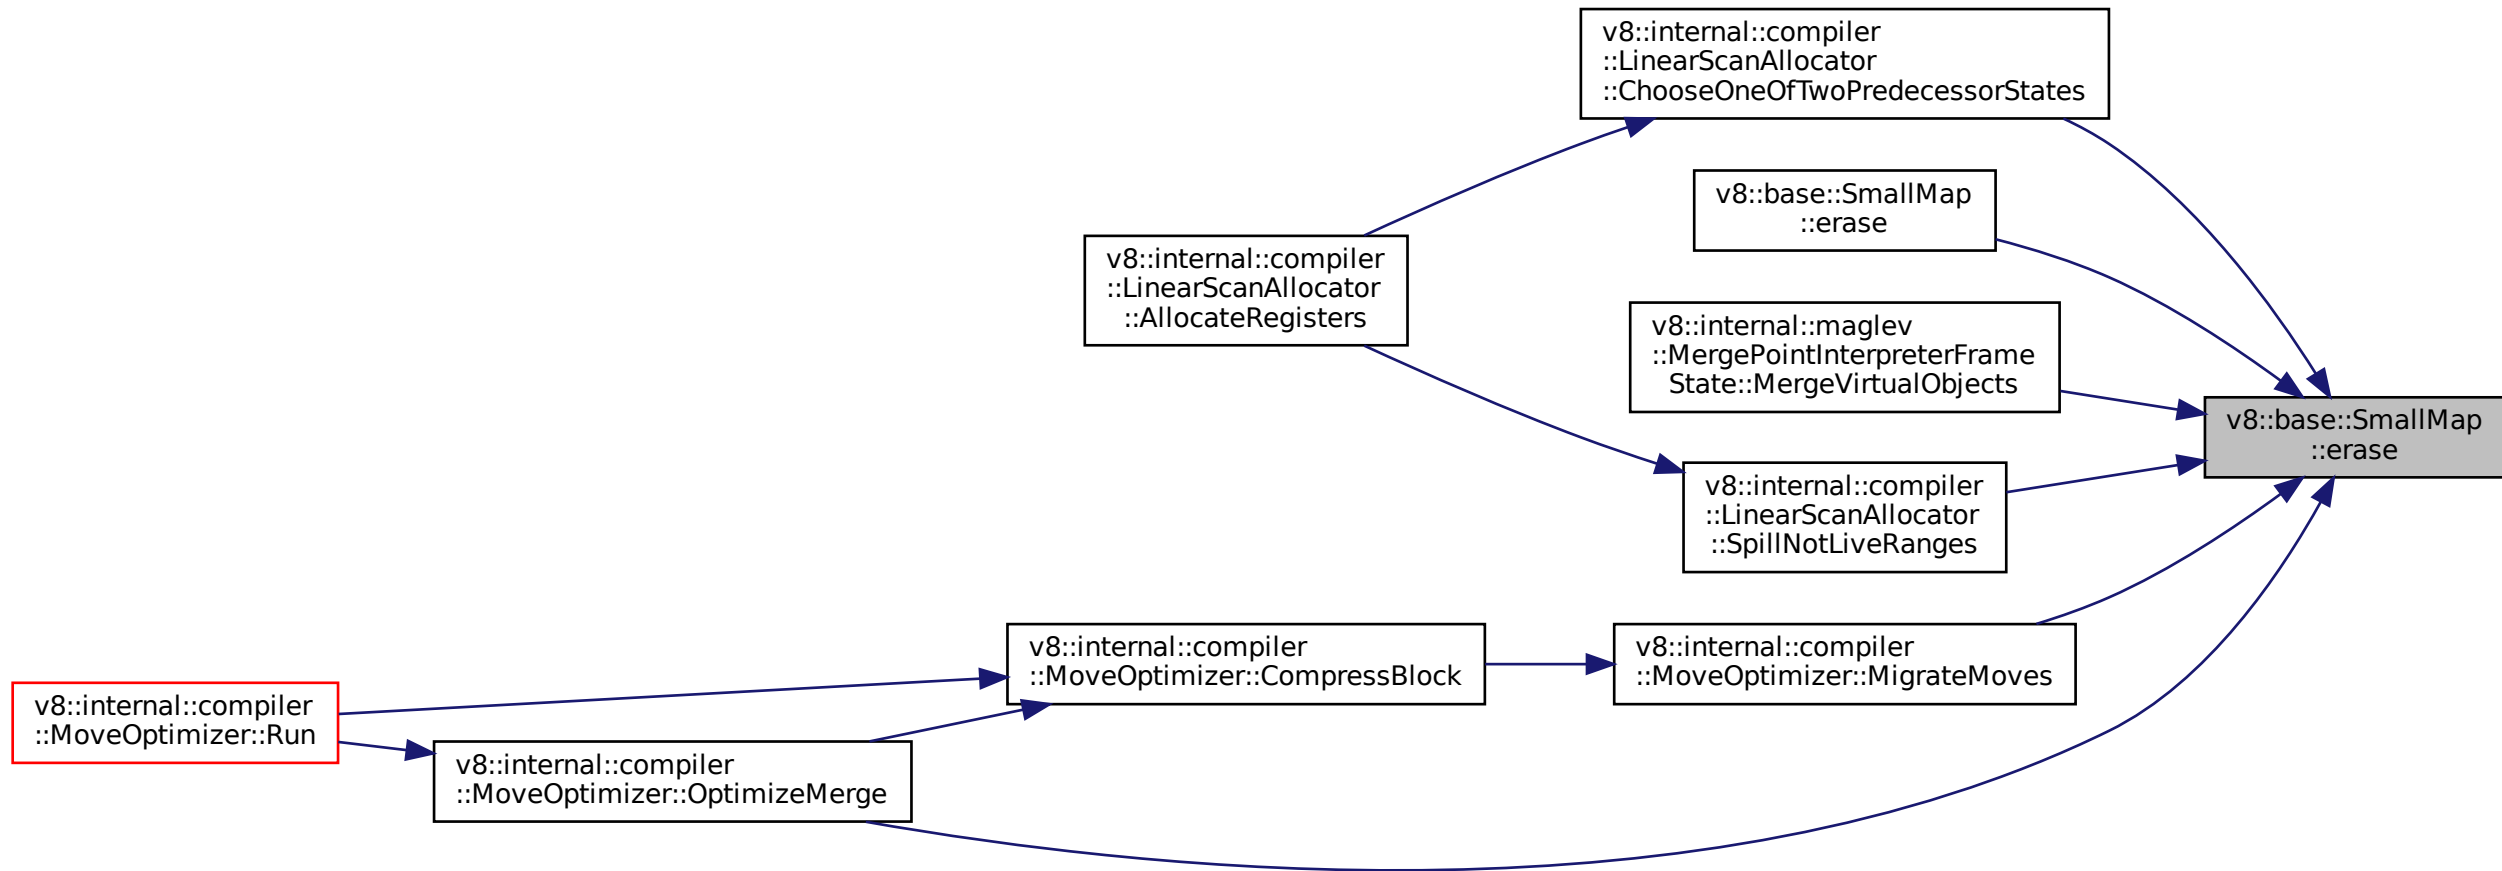 v8::internal::compiler
::LinearScanAllocator
::ChooseOneOfTwoPredecessorStates
v8::base::SmallMap
::erase
v8::internal::compiler
::LinearScanAllocator
::AllocateRegisters
v8::internal::maglev
::MergePointInterpreterFrame
State::MergeVirtualObjects
v8::base::SmallMap
::erase
v8::internal::compiler
::LinearScanAllocator
::SpillNotLiveRanges
v8::internal::compiler
::MoveOptimizer::CompressBlock
v8::internal::compiler
::MoveOptimizer::MigrateMoves
v8::internal::compiler
::MoveOptimizer::Run
v8::internal::compiler
::MoveOptimizer::OptimizeMerge